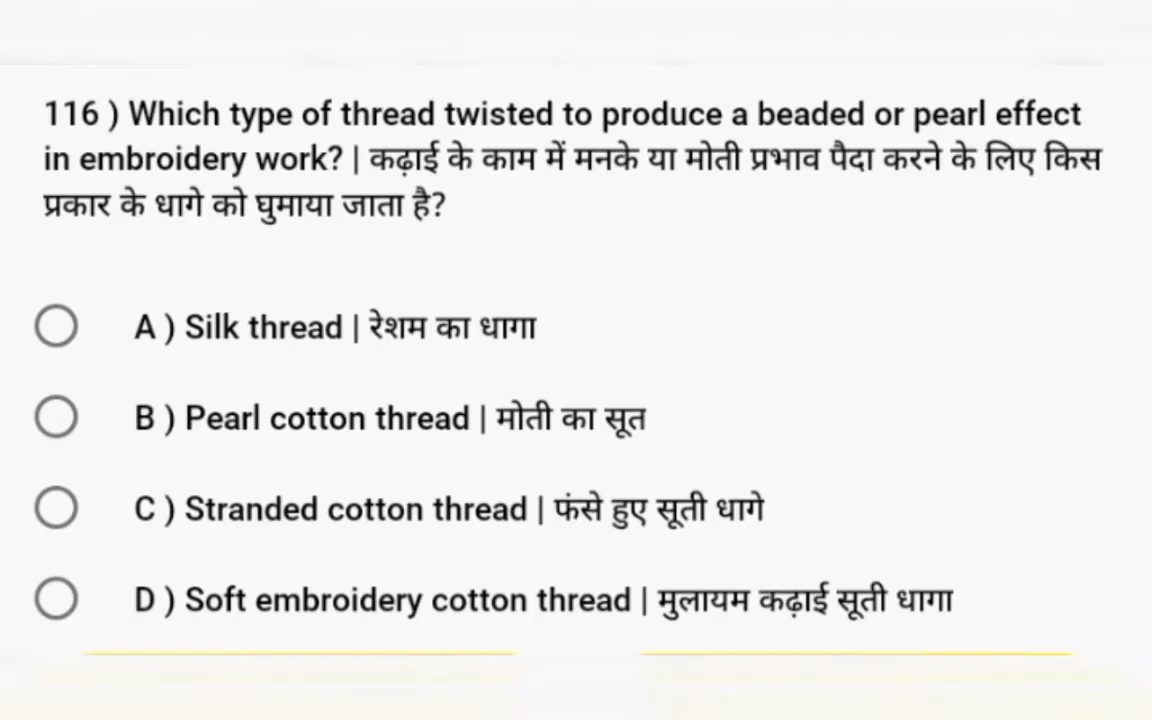 116 ) Which type of thread twisted to produce a beaded or pearl effect
in embroidery work? | कढ़ाई के काम में मनके या मोती प्रभाव पैदा करने के लिए किस
प्रकार के धागे को घुमाया जाता है?
A ) Silk thread | रेशम का धागा
B ) Pearl cotton thread | मोती का सूत
C ) Stranded cotton thread | फंसे हुए सूती धागे
D ) Soft embroidery cotton thread | मुलायम कढ़ाई सूती धागा